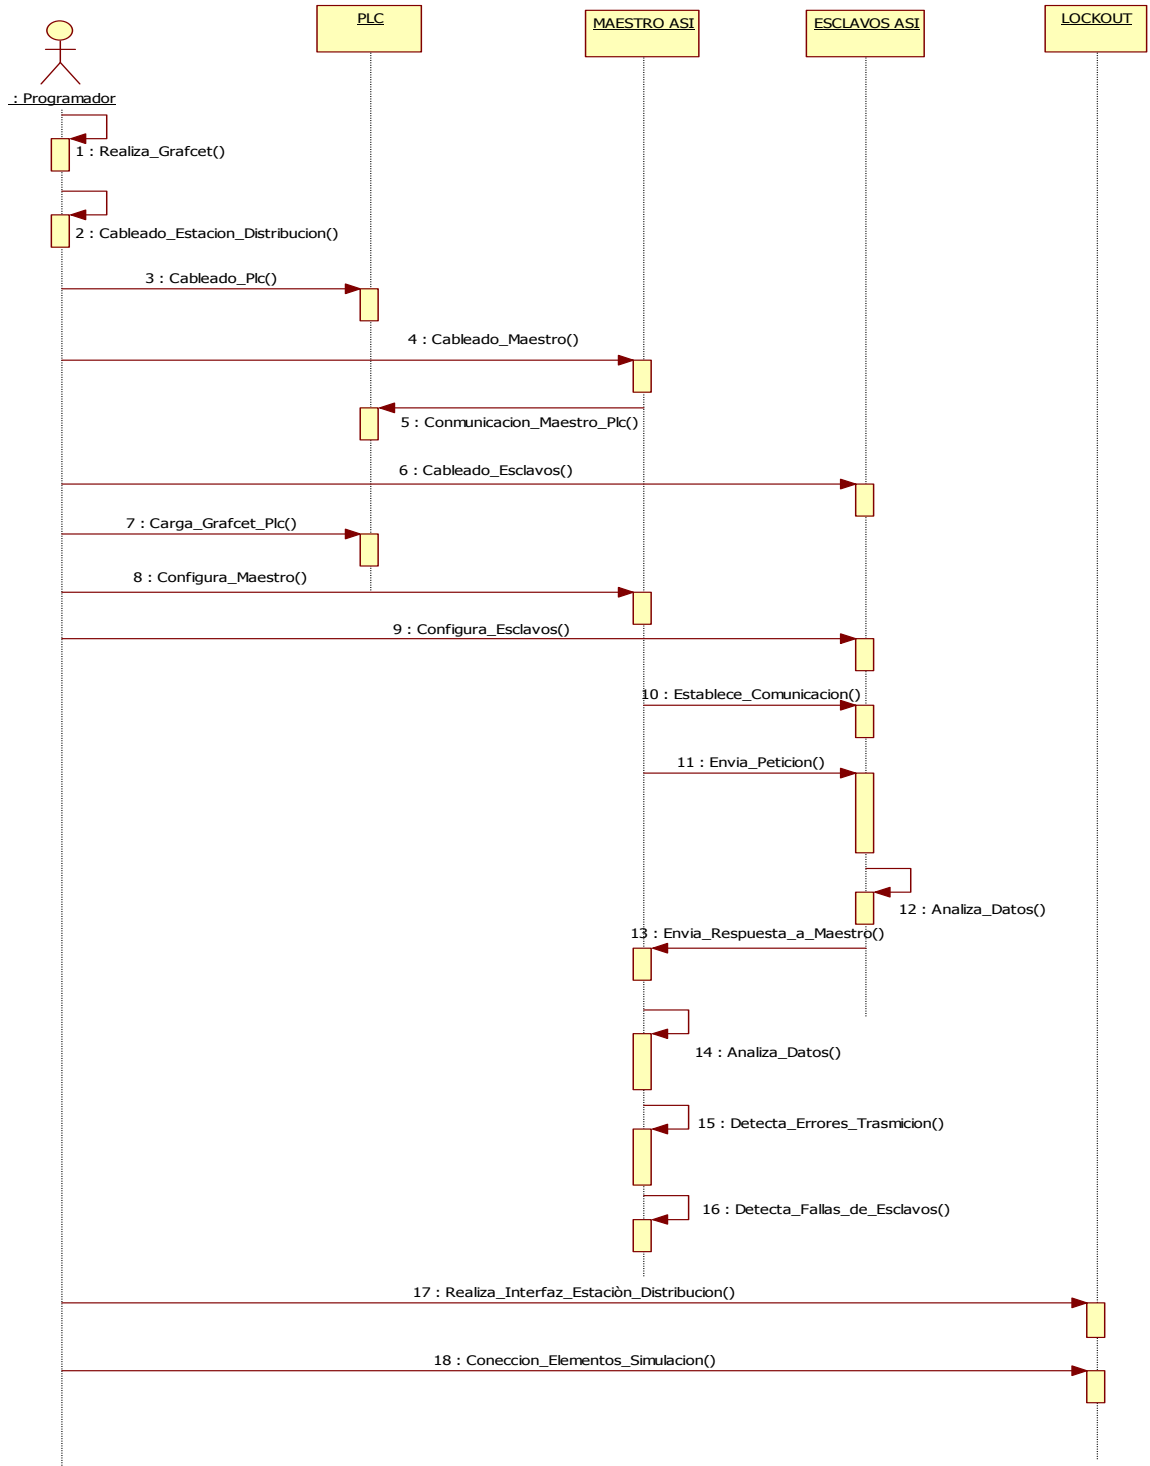 PLC
MAESTRO ASI
ESCLAVOS ASI
LOCKOUT
: Programador
1 : Realiza_Grafcet()
2 : Cableado_Estacion_Distribucion()
3 : Cableado_Plc()
4 : Cableado_Maestro()
5 : Conmunicacion_Maestro_Plc()
6 : Cableado_Esclavos()
7 : Carga_Grafcet_Plc()
8 : Configura_Maestro()
9 : Configura_Esclavos()
10 : Establece_Comunicacion()
11 : Envia_Peticion()
12 : Analiza_Datos()
13 : Envia_Respuesta_a_Maestro()
14 : Analiza_Datos()
15 : Detecta_Errores_Trasmicion()
16 : Detecta_Fallas_de_Esclavos()
17 : Realiza_Interfaz_Estaciòn_Distribucion()
18 : Coneccion_Elementos_Simulacion()